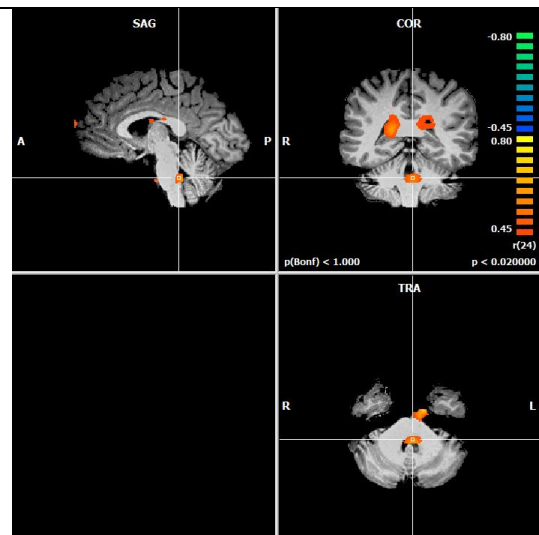 SAG
A
P
COR
R
-0.80
-0.45
0.80
0.45
r(24)
p(Bonf) < 1.000
p < 0.020000
TRA
R
L